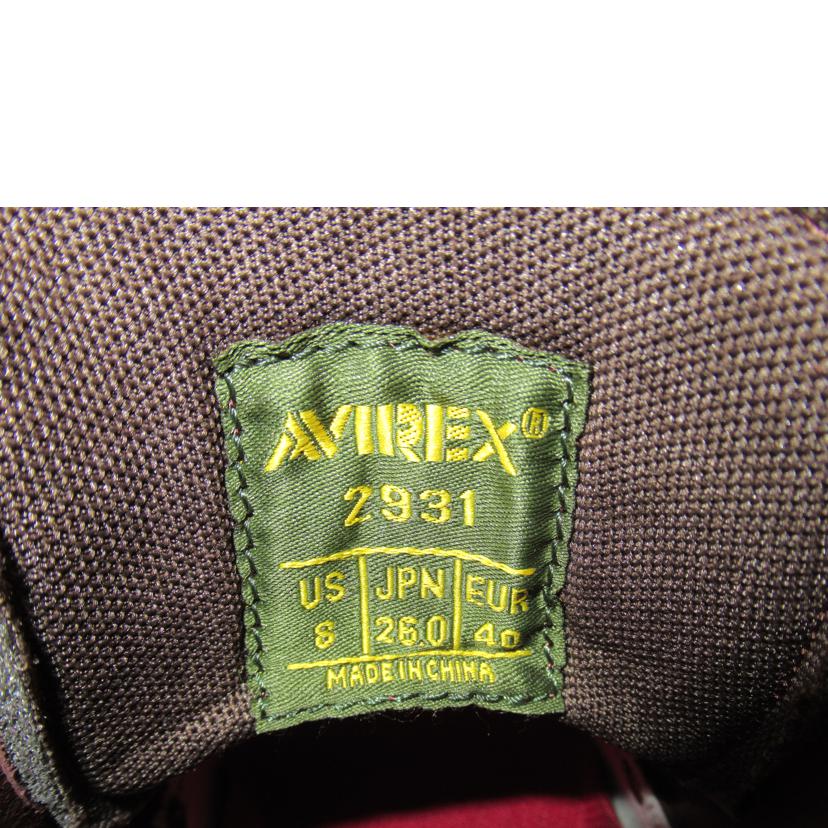 AVIREX®
2931
US JPN EUR
8 26.0 40
MADE IN CHINA